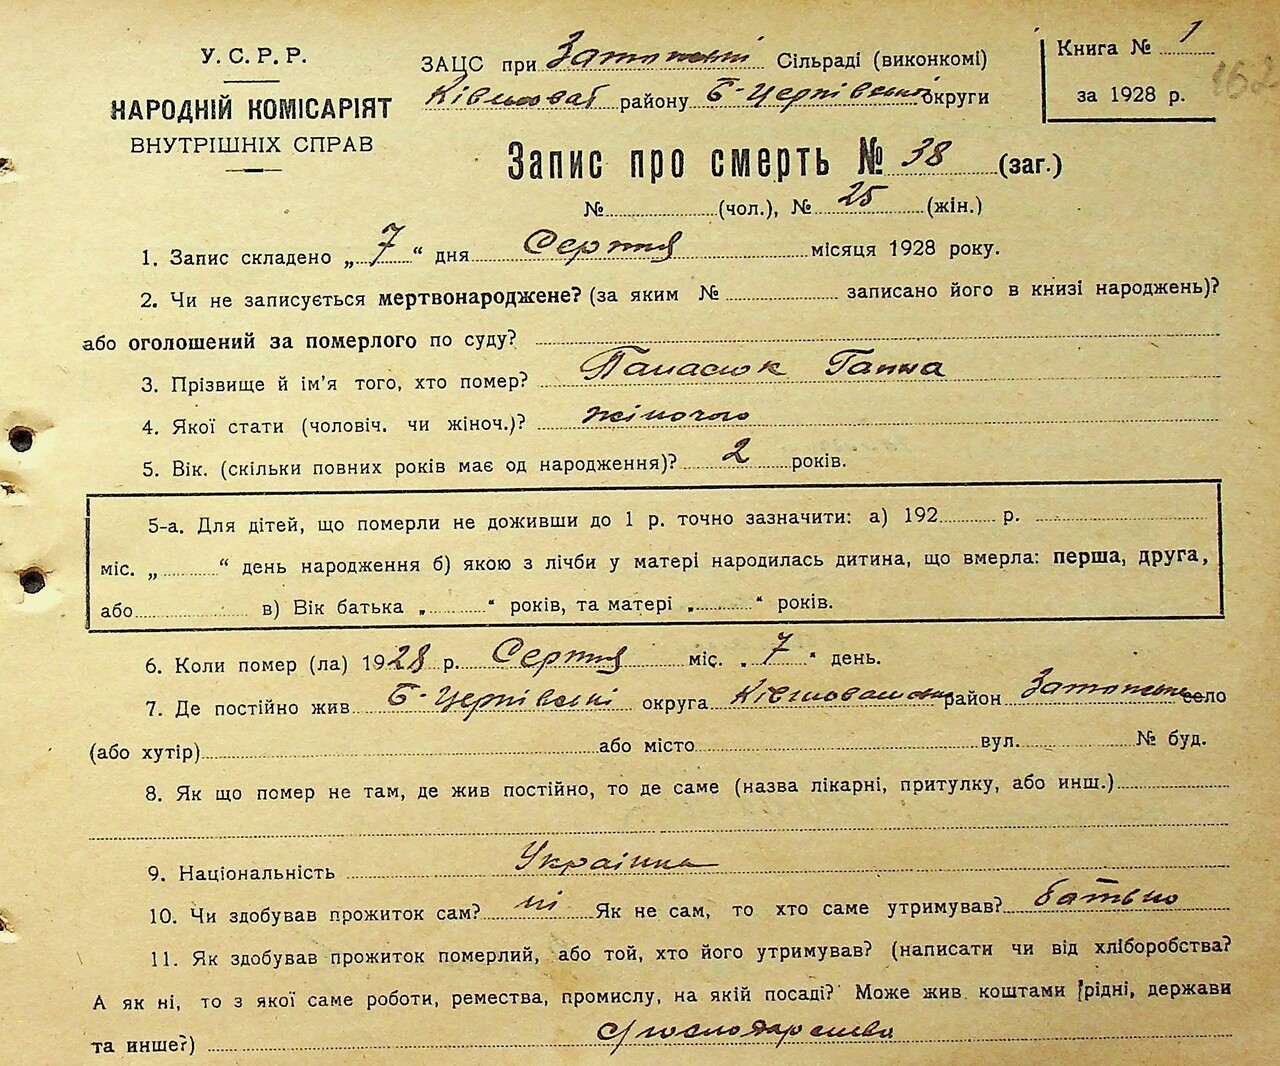 У. С. Р. Р.
НАРОДНІЙ КОМІСАРІЯТ
ВНУТРІШНІХ СПРАВ
ЗАЦС при Сільраді (виконкомі)
району Б-Церківської округи
Книга № 1
за 1928 р.
162
Запис про смерть № 38 (заг.)
№ (чол.), № 25 (жін.)
1. Запис складено „ 7 “ дня Серпня місяця 1928 року.
2. Чи не записується мертвонароджене? (за яким № записано його в книзі народжень)?
або оголошений за померлого по суду?
3. Прізвище й ім'я того, хто помер? Панасюк Ганна
4. Якої стати (чоловіч. чи жіноч.)? жіночого
5. Вік. (скільки повних років має од народження)? 2 років.
5-а. Для дітей, що померли не доживши до 1 р. точно зазначити: а) 192 р.
міс. „ “ день народження б) якою з лічби у матері народилась дитина, що вмерла: перша, друга,
або в) Вік батька „ “ років, та матері „ “ років.
6. Коли помер (ла) 1928 р. Серпня міс. „ 7 “ день.
7. Де постійно жив Б-Церківські округа район село
(або хутір) або місто вул. № буд.
8. Як що помер не там, де жив постійно, то де саме (назва лікарні, притулку, або инш.)
9. Національність Українка
10. Чи здобував прожиток сам? ні Як не сам, то хто саме утримував? батько
11. Як здобував прожиток померлий, або той, хто його утримував? (написати чи від хліборобства?
А як ні, то з якої саме роботи, ремества, промислу, на якій посаді? Може жив коштами рідні, держави
та инше?)